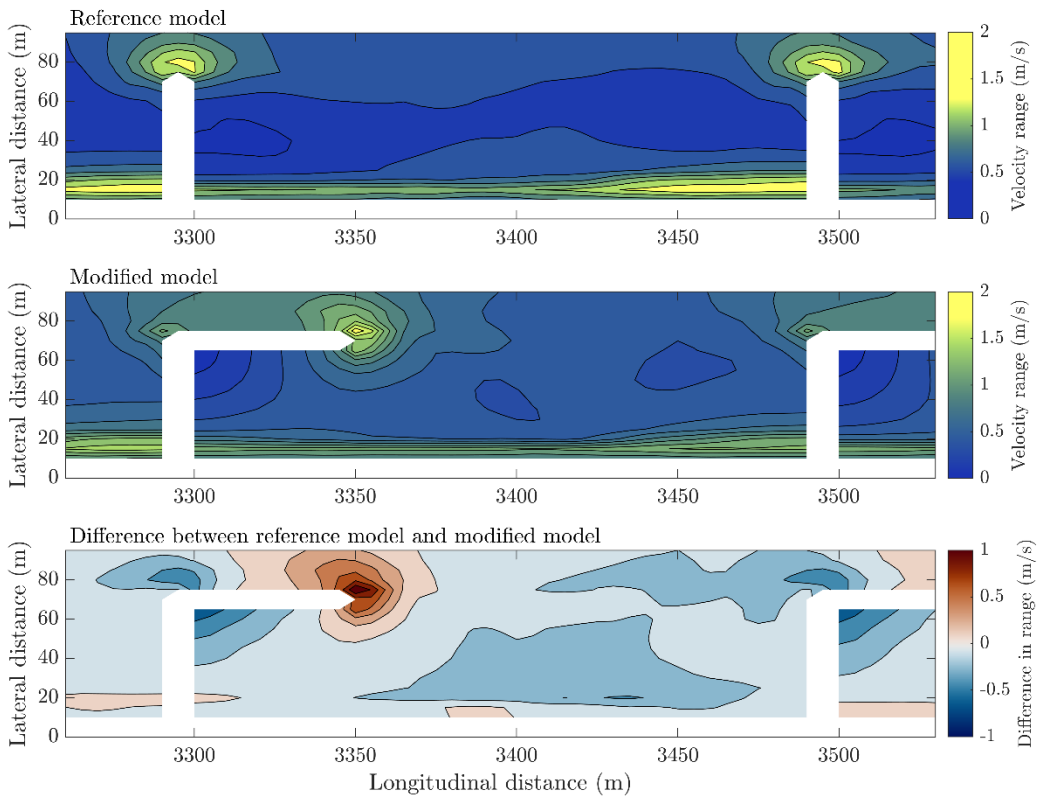 Reference model
Lateral distance (m)
80
60
40
20
0
3300 3350 3400 3450 3500
2
1.5
1
0.5
0
Velocity range (m/s)
Modified model
Lateral distance (m)
80
60
40
20
0
3300 3350 3400 3450 3500
2
1.5
1
0.5
0
Velocity range (m/s)
Difference between reference model and modified model
Lateral distance (m)
80
60
40
20
0
3300 3350 3400 3450 3500
Longitudinal distance (m)
1
0.5
0
-0.5
-1
Difference in range (m/s)